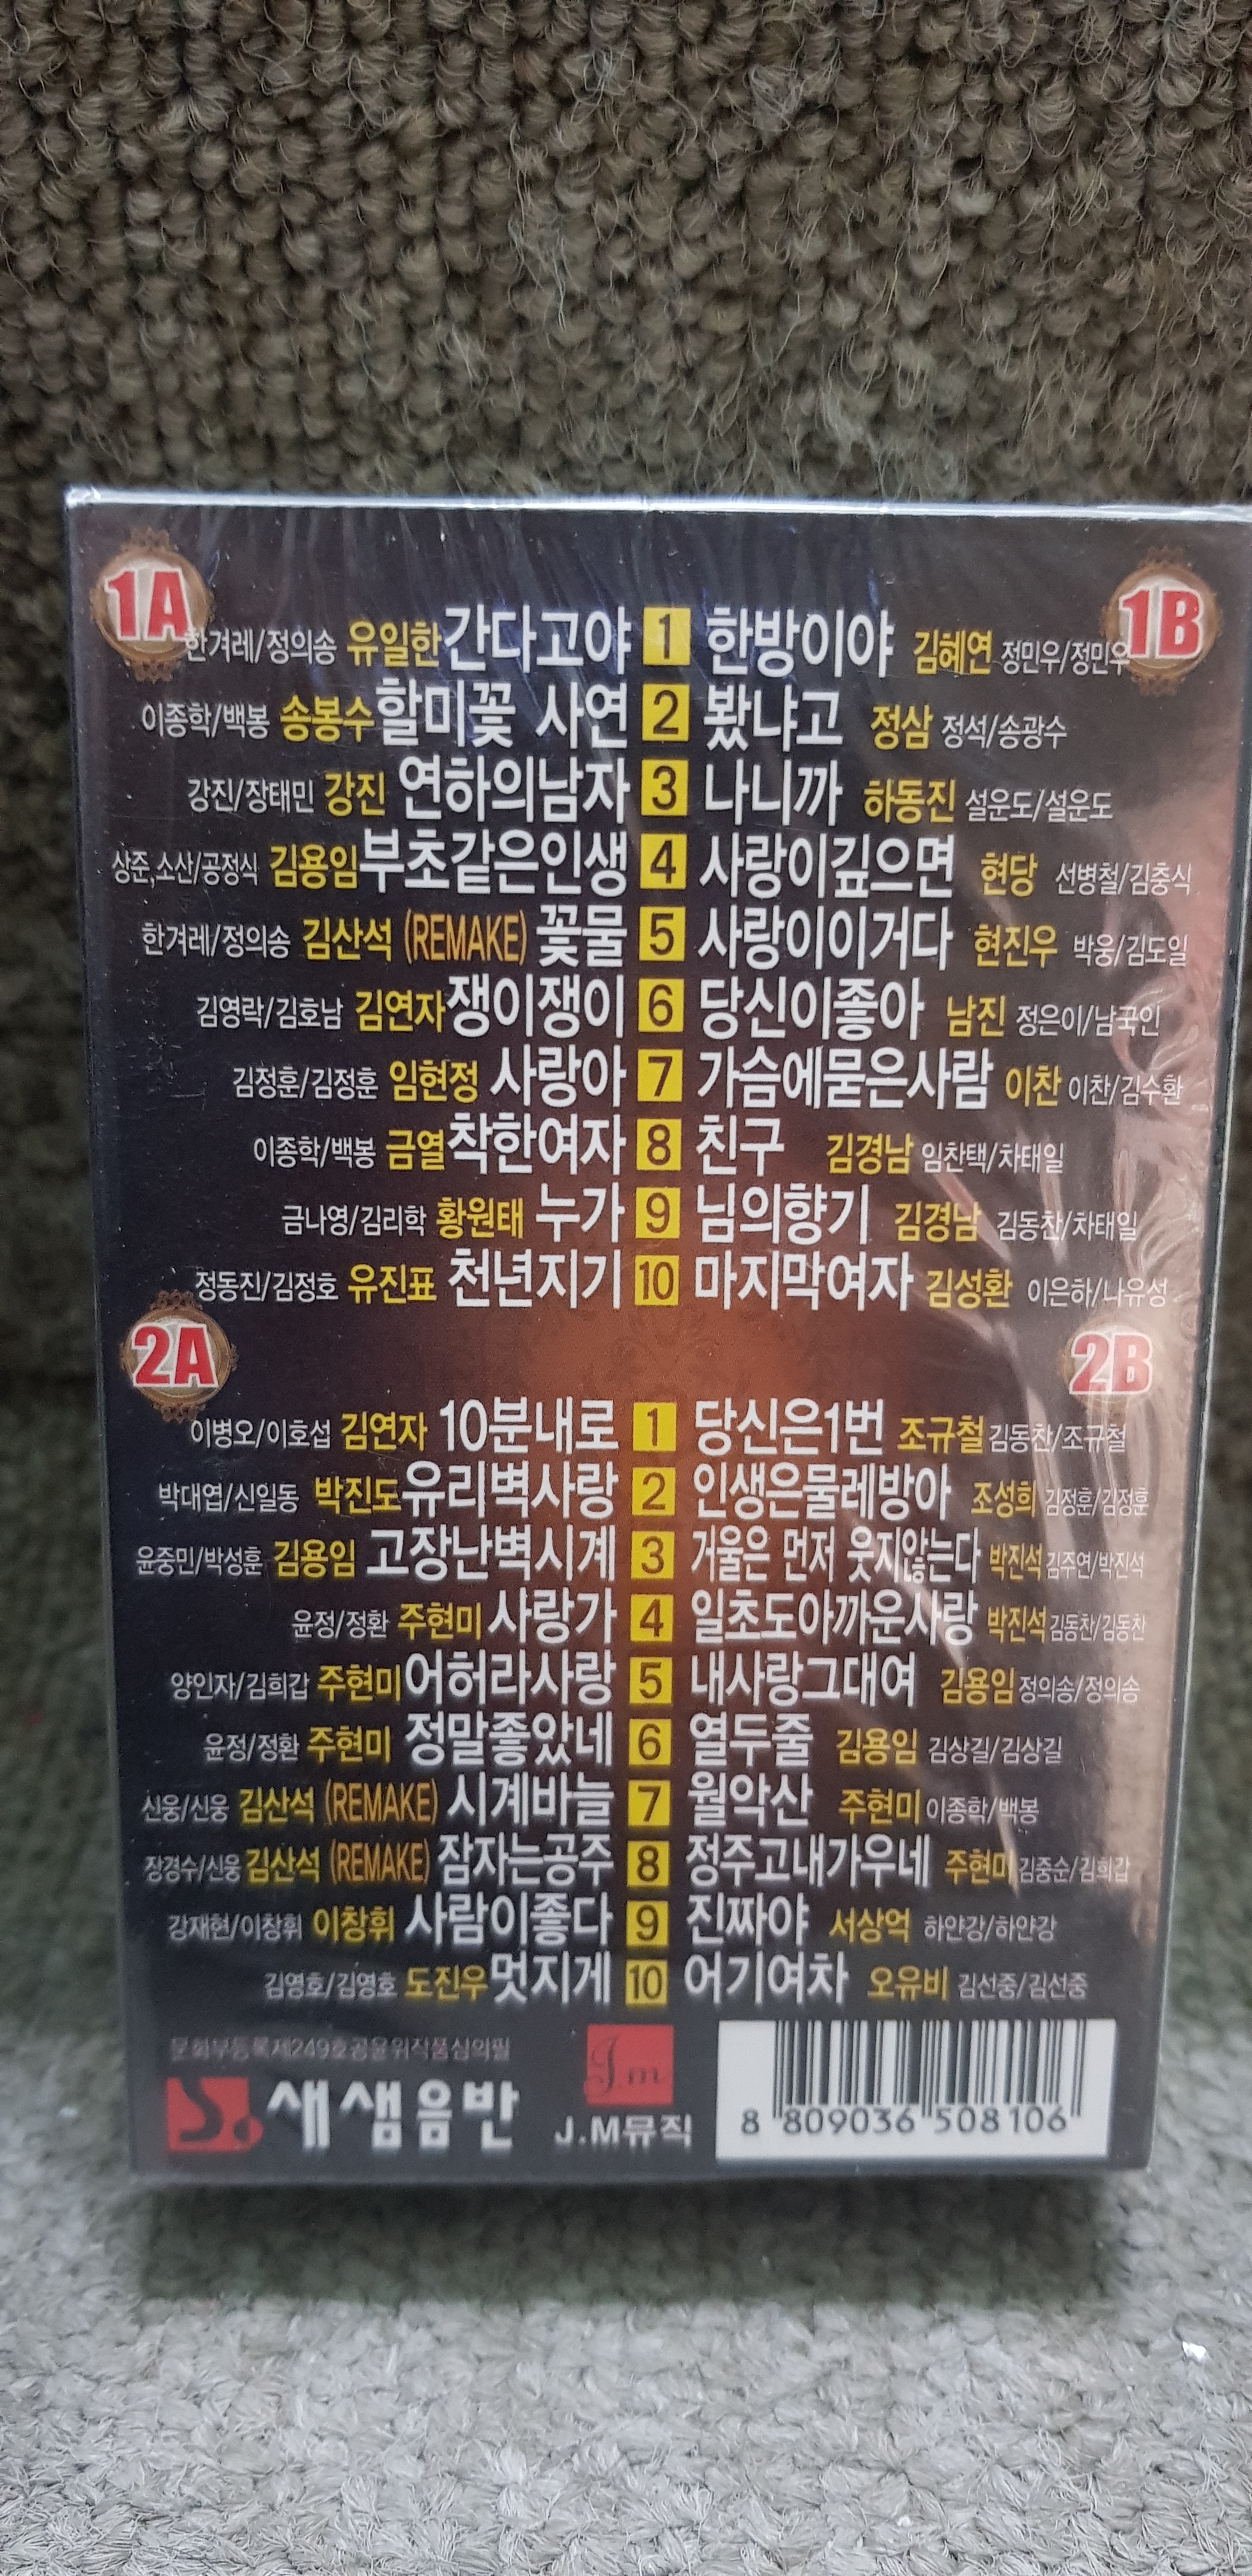 1A 1B
한겨레/정의송 유일한 간다고야 1 한방이야 김혜연 정민우/정민우
이종학/백봉 송봉수 할미꽃 사연 2 봤냐고 정삼 정석/송광수
강진/장태민 강진 연하의남자 3 나니까 하동진 설운도/설운도
상준,소산/공정식 김용임 부초같은인생 4 사랑이깊으면 현당 선병철/김충식
한겨레/정의송 김산석 (REMAKE) 꽃물 5 사랑이이거다 현진우 박웅/김도일
김영락/김호남 김연자 쟁이쟁이 6 당신이좋아 남진 정은이/남국인
김정훈/김정훈 임현정 사랑아 7 가슴에묻은사람 이찬 이찬/김수환
이종학/백봉 금열 착한여자 8 친구 김경남 임찬택/차태일
금나영/김리학 황원태 누가 9 님의향기 김경남 김동찬/차태일
정동진/김정호 유진표 천년지기 10 마지막여자 김성환 이은하/나유성
2A 2B
이병오/이호섭 김연자 10분내로 1 당신은1번 조규철 김동찬/조규철
박대엽/신일동 박진도 유리벽사랑 2 인생은물레방아 조성희 김정훈/김정훈
윤중민/박성훈 김용임 고장난벽시계 3 거울은 먼저 웃지않는다 박진석 김주연/박진석
윤정/정환 주현미 사랑가 4 일초도아까운사랑 박진석 김동찬/김동찬
양인자/김희갑 주현미 어허라사랑 5 내사랑그대여 김용임 정의송/정의송
윤정/정환 주현미 정말좋았네 6 열두줄 김용임 김상길/김상길
신웅/신웅 김산석 (REMAKE) 시계바늘 7 월악산 주현미 이종학/백봉
장경수/신웅 김산석 (REMAKE) 잠자는공주 8 정주고내가우네 주현미 김중순/김희갑
강재현/이창휘 이창휘 사람이좋다 9 진짜야 서상억 하얀강/하얀강
김영호/김영호 도진우 멋지게 10 어기여차 오유비 김선중/김선중
문화부등록제249호공윤위작품심의필
새샘음반 J.m J.M뮤직 8 809036 508106